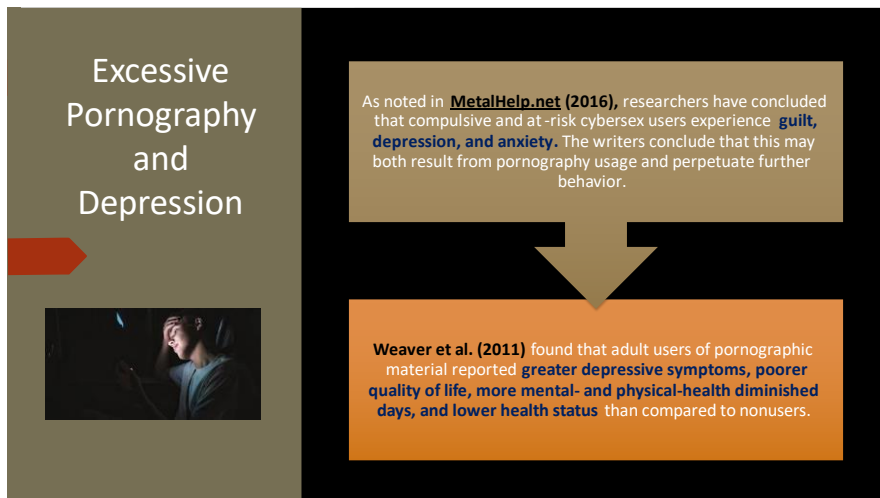 Excessive
Pornography
and
Depression
As noted in MetalHelp.net (2016), researchers have concluded
that compulsive and at-risk cybersex users experience guilt,
depression, and anxiety. The writers conclude that this may
both result from pornography usage and perpetuate further
behavior.
Weaver et al. (2011) found that adult users of pornographic
material reported greater depressive symptoms, poorer
quality of life, more mental- and physical-health diminished
days, and lower health status than compared to nonusers.